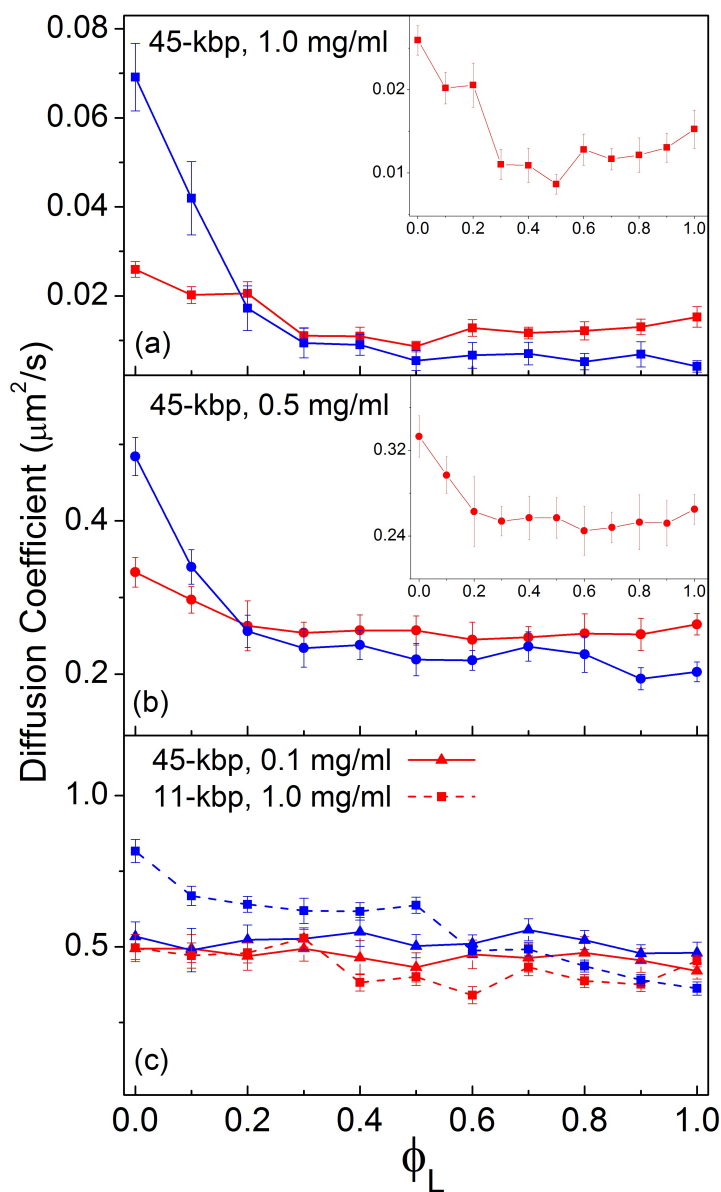 45-kbp, 1.0 mg/ml
0.08
0.06
0.04
0.02
0.02
0.01
0.0 0.2 0.4 0.6 0.8 1.0
(a)
45-kbp, 0.5 mg/ml
0.4
0.2
0.32
0.24
0.0 0.2 0.4 0.6 0.8 1.0
(b)
Diffusion Coefficient (μm²/s)
45-kbp, 0.1 mg/ml
11-kbp, 1.0 mg/ml
1.0
0.5
(c)
0.0 0.2 0.4 0.6 0.8 1.0
ϕL